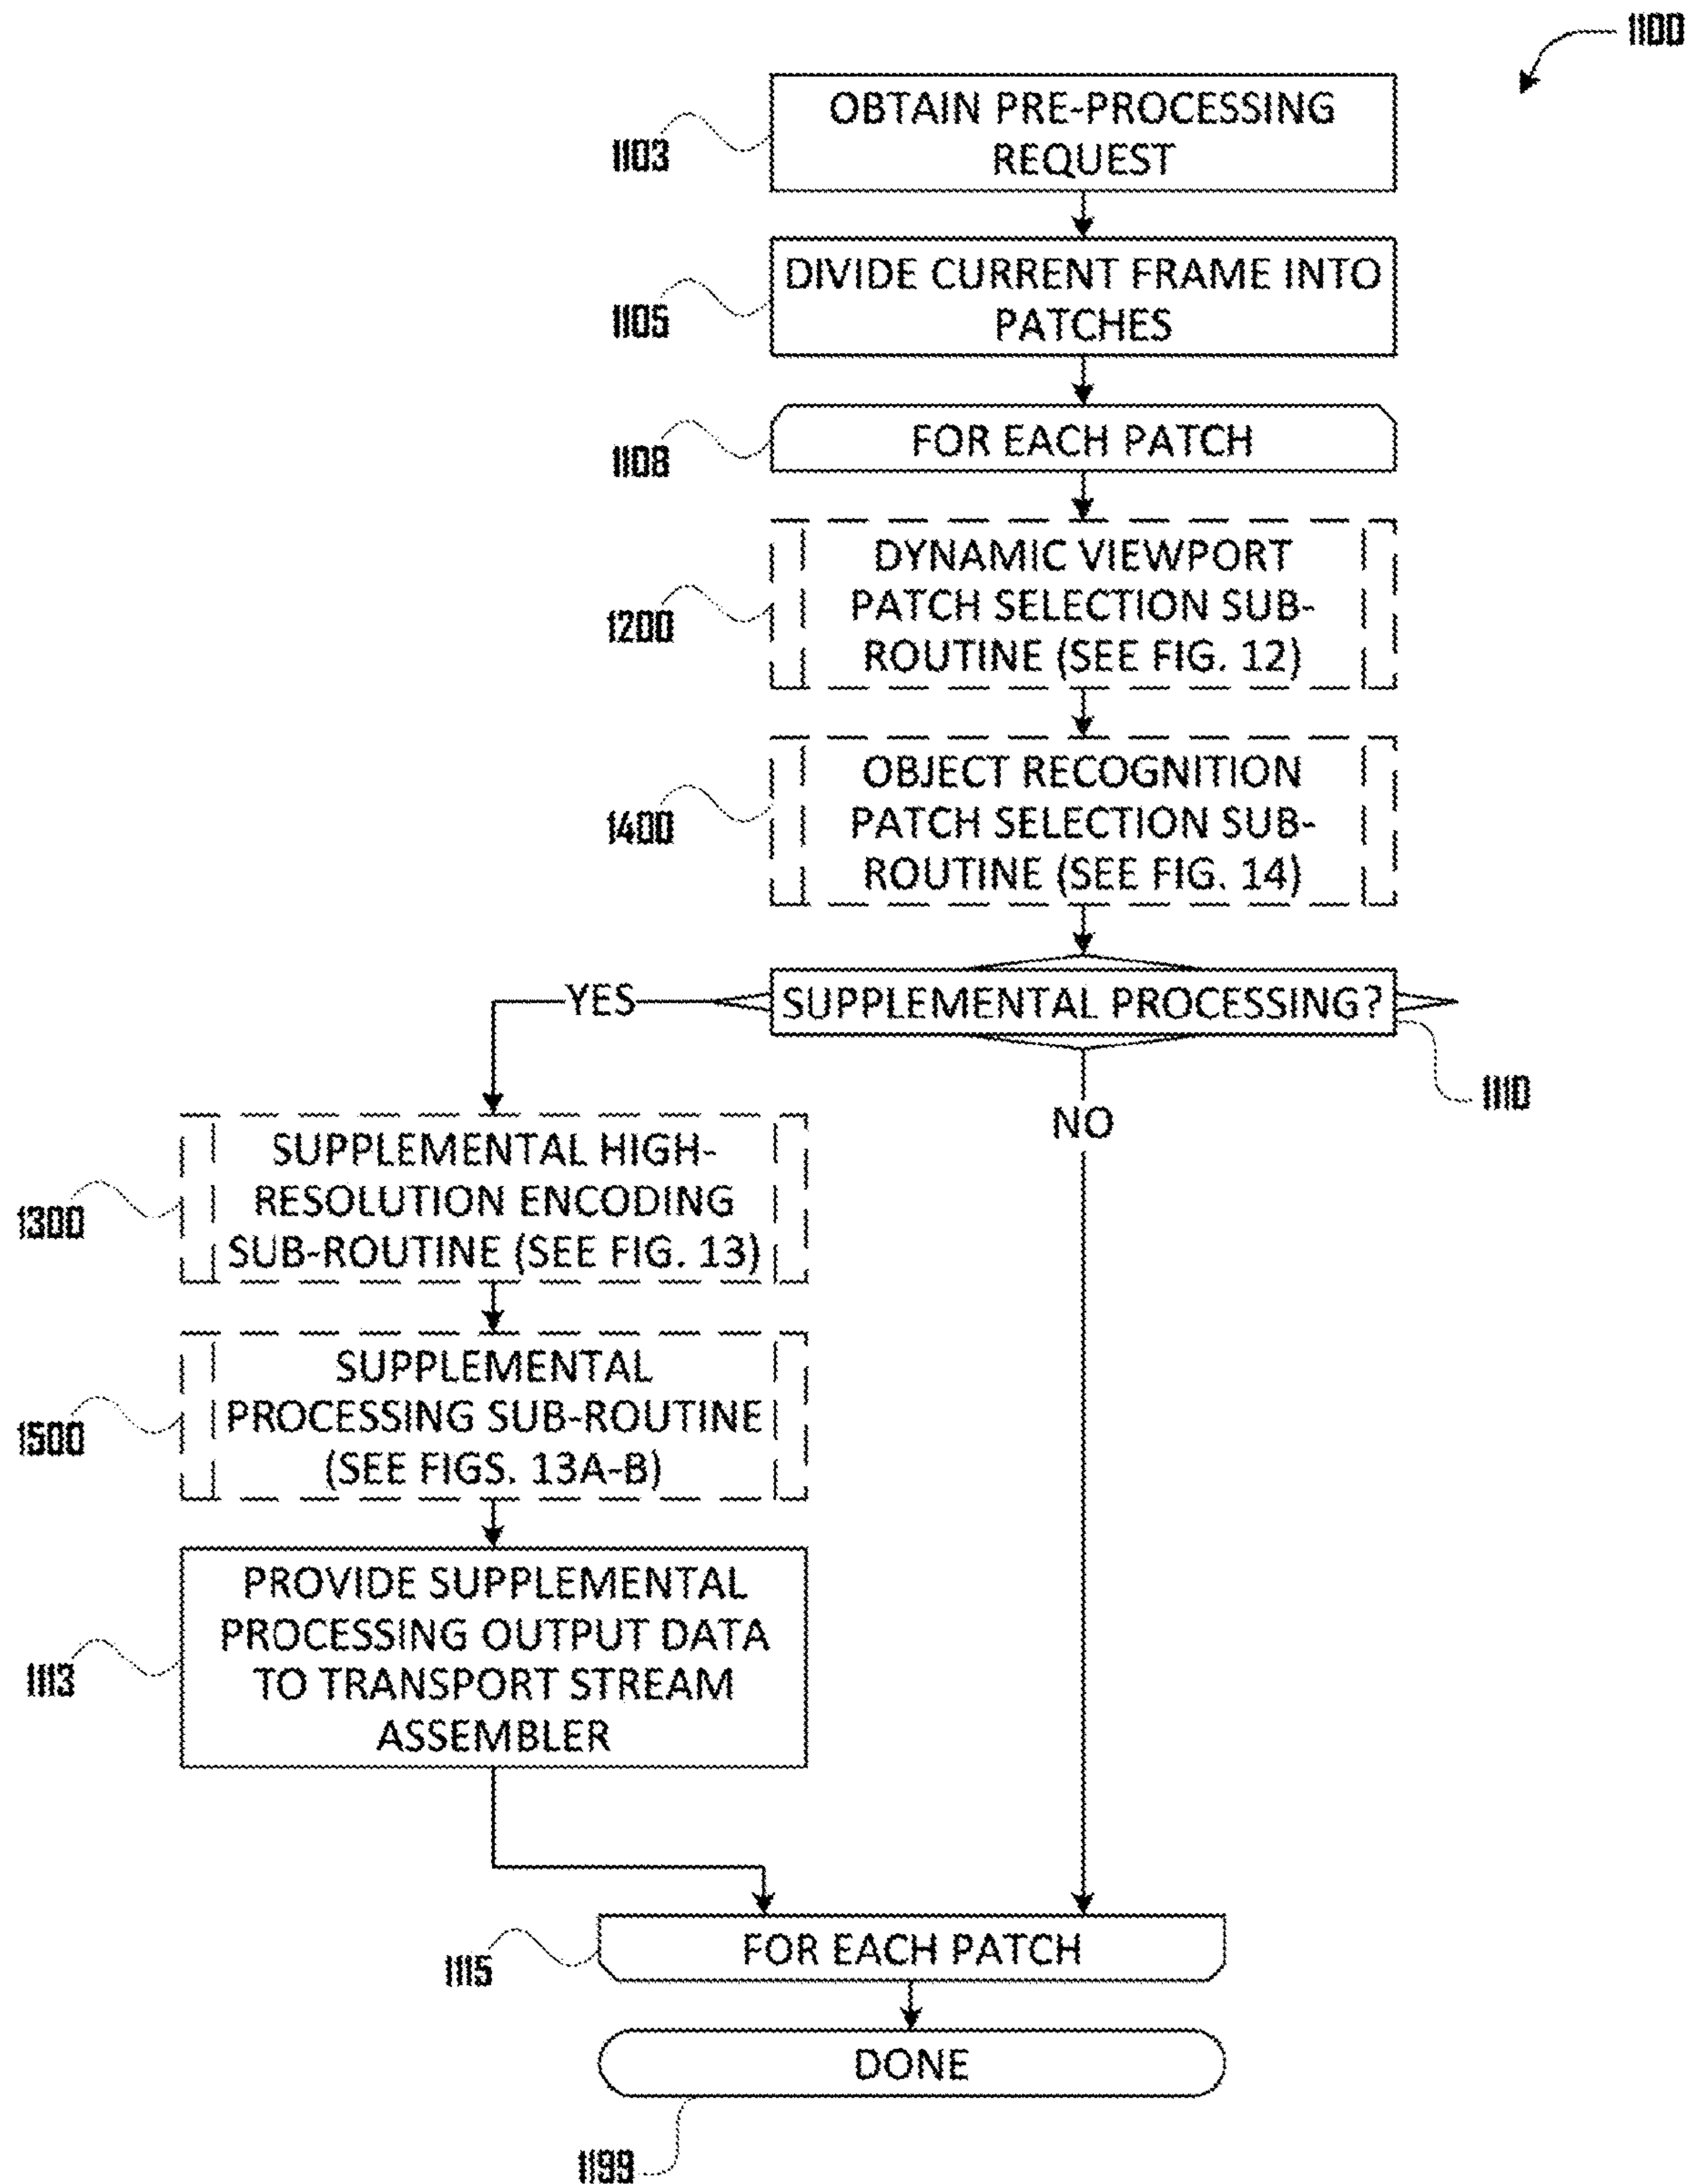 1100
OBTAIN PRE-PROCESSING
REQUEST
1103
DIVIDE CURRENT FRAME INTO
PATCHES
1105
FOR EACH PATCH
1108
DYNAMIC VIEWPORT
PATCH SELECTION SUB-
ROUTINE (SEE FIG. 12)
1200
OBJECT RECOGNITION
PATCH SELECTION SUB-
ROUTINE (SEE FIG. 14)
1400
SUPPLEMENTAL PROCESSING?
YES
1110
NO
SUPPLEMENTAL HIGH-
RESOLUTION ENCODING
SUB-ROUTINE (SEE FIG. 13)
1300
SUPPLEMENTAL
PROCESSING SUB-ROUTINE
(SEE FIGS. 13A-B)
1500
PROVIDE SUPPLEMENTAL
PROCESSING OUTPUT DATA
TO TRANSPORT STREAM
ASSEMBLER
1113
FOR EACH PATCH
1115
DONE
1199